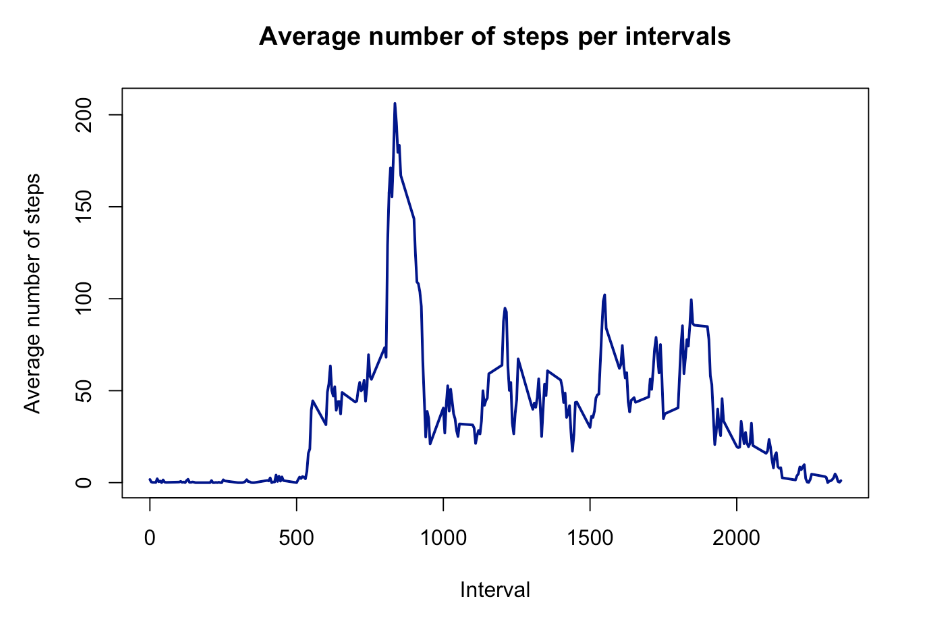 Average number of steps per intervals
Average number of steps
200
150
100
50
0
0 500 1000 1500 2000
Interval